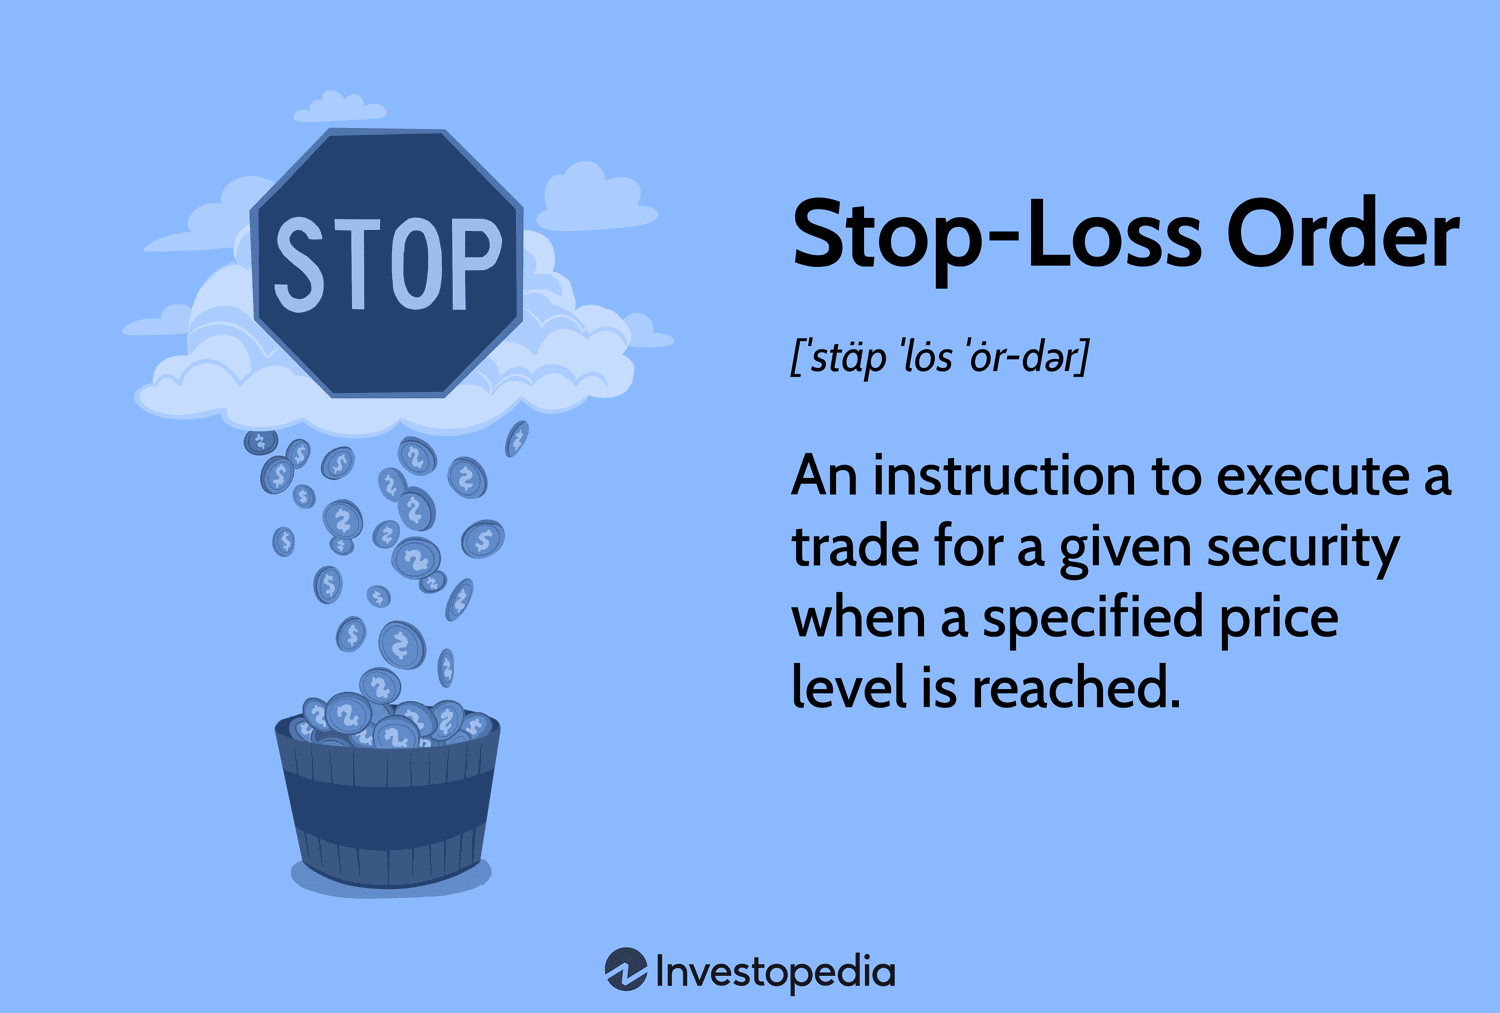 STOP
Stop-Loss Order
[ˈstäp ˈlȯs ˈȯr-dər]
An instruction to execute a
trade for a given security
when a specified price
level is reached.
Investopedia